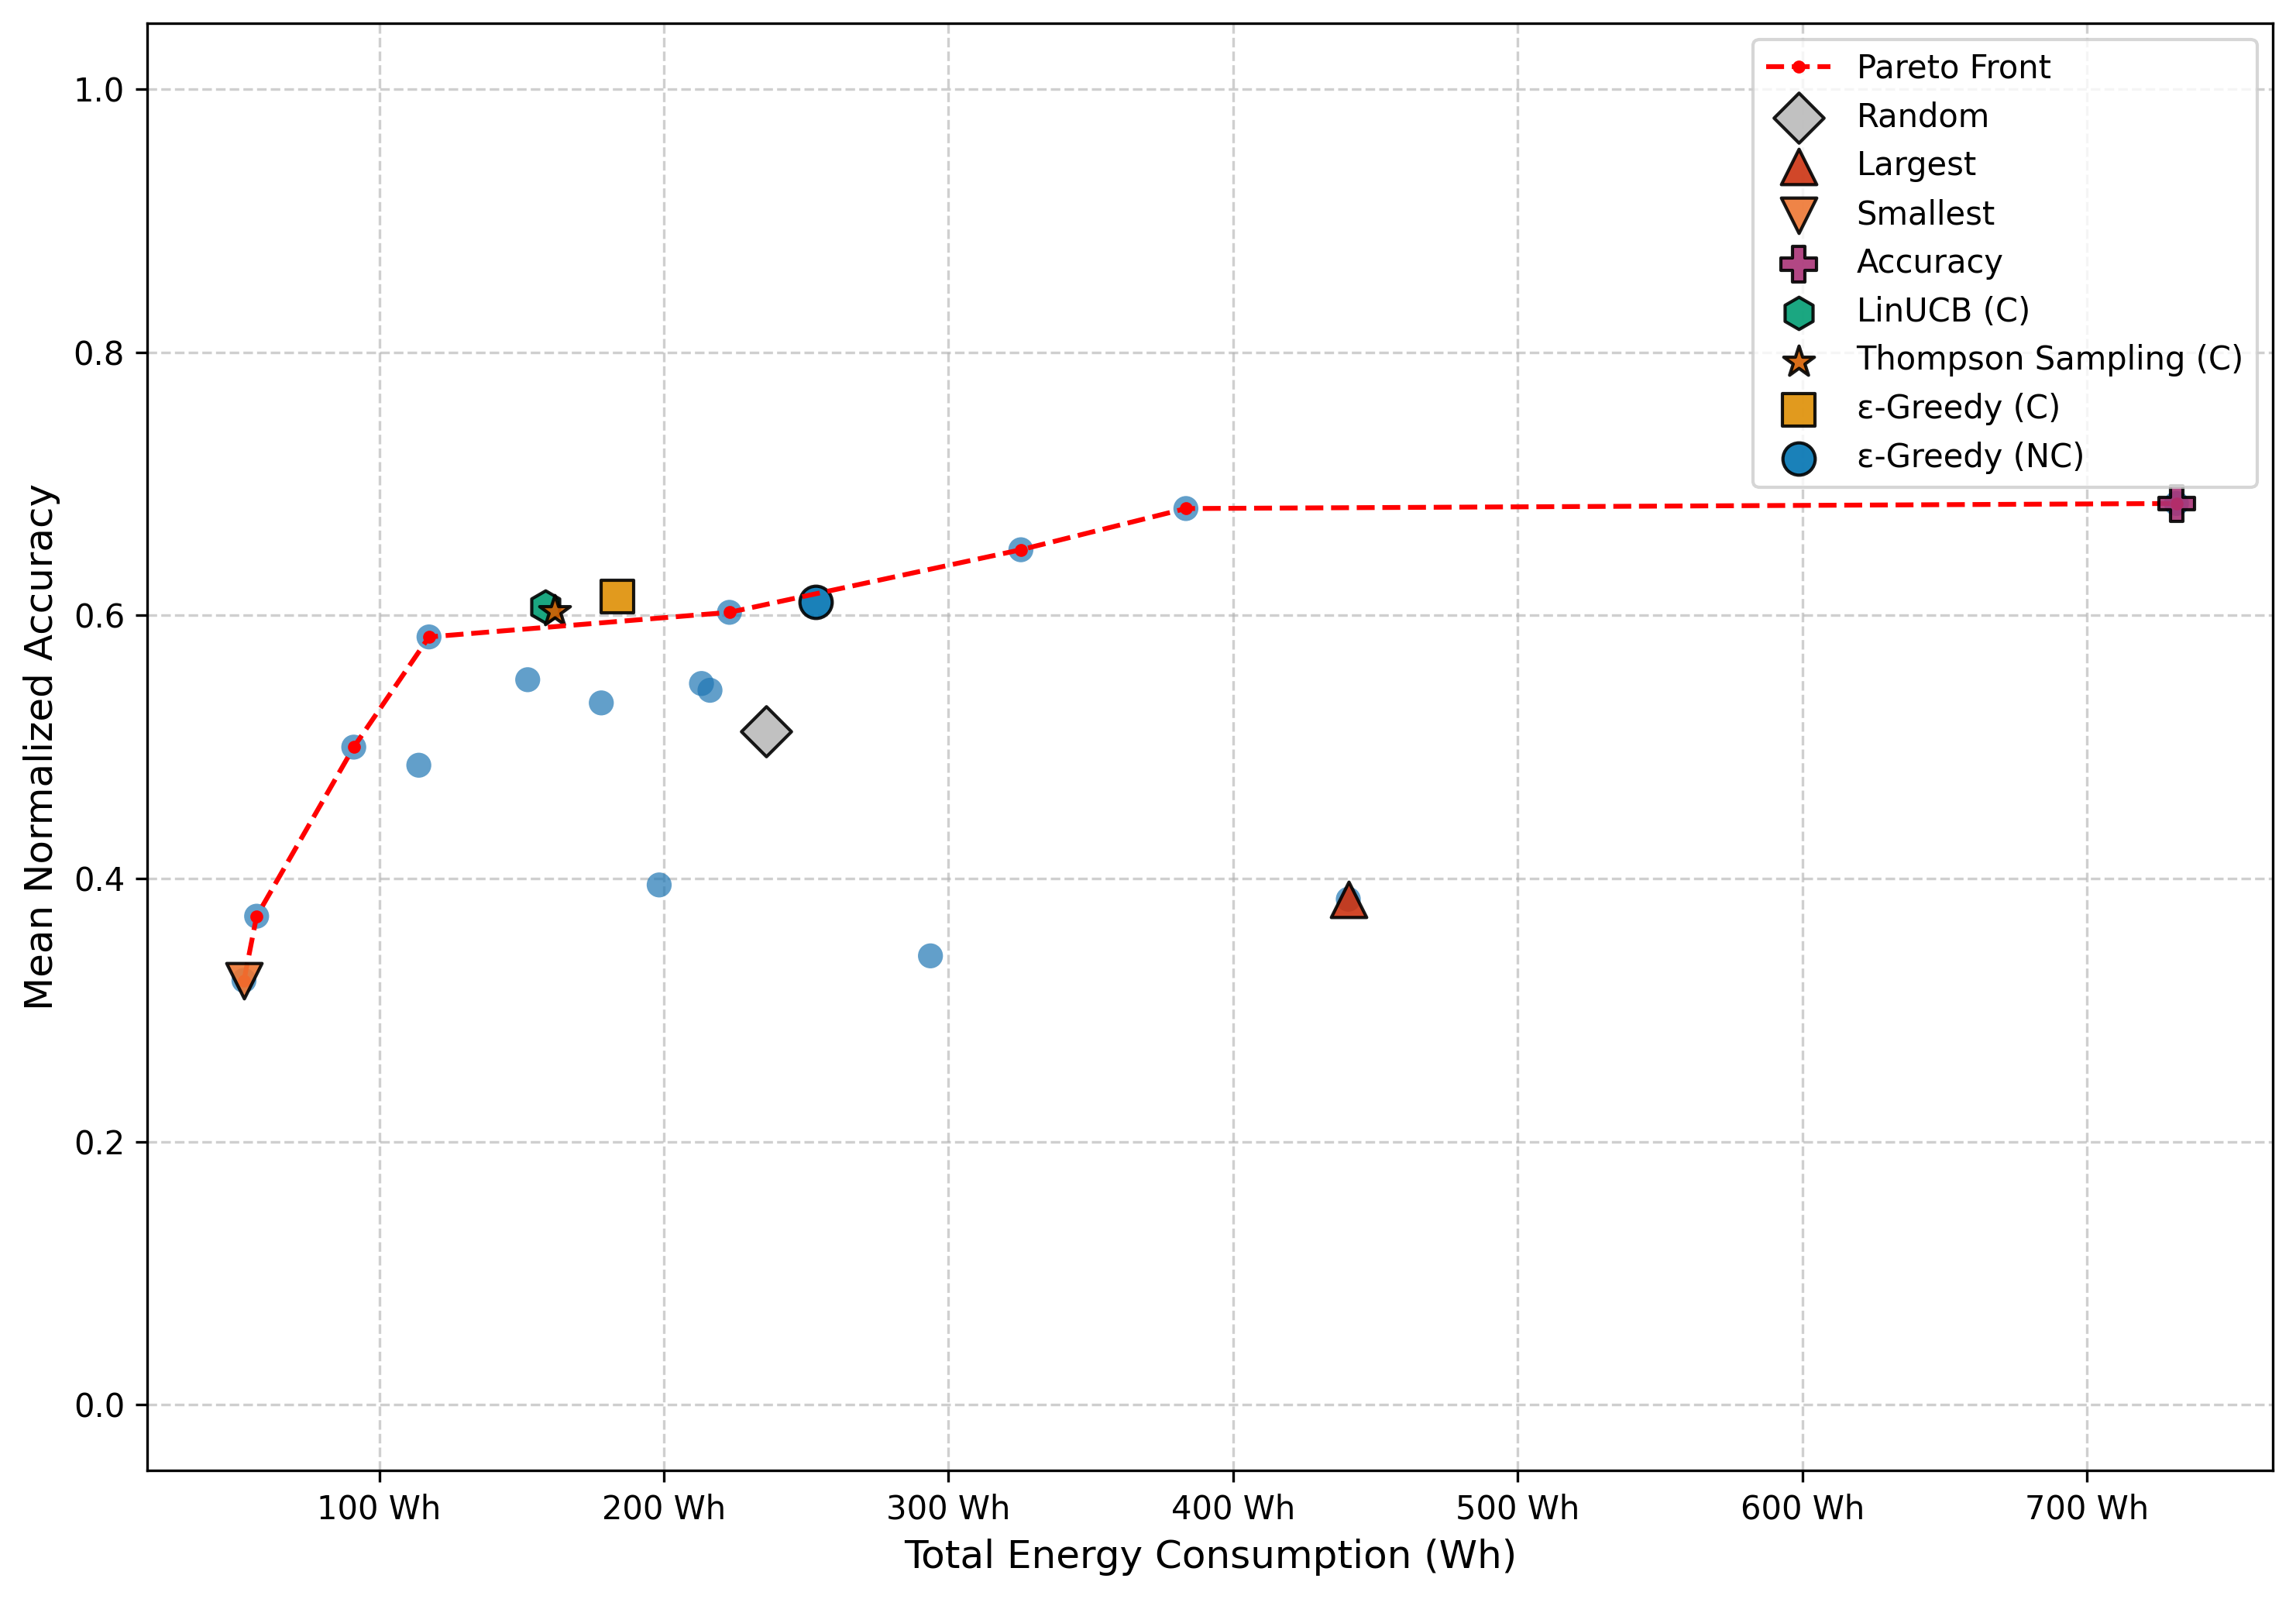 Pareto Front
Random
Largest
Smallest
Accuracy
LinUCB (C)
Thompson Sampling (C)
ε-Greedy (C)
ε-Greedy (NC)
Mean Normalized Accuracy
1.0
0.8
0.6
0.4
0.2
0.0
100 Wh
200 Wh
300 Wh
400 Wh
500 Wh
600 Wh
700 Wh
Total Energy Consumption (Wh)